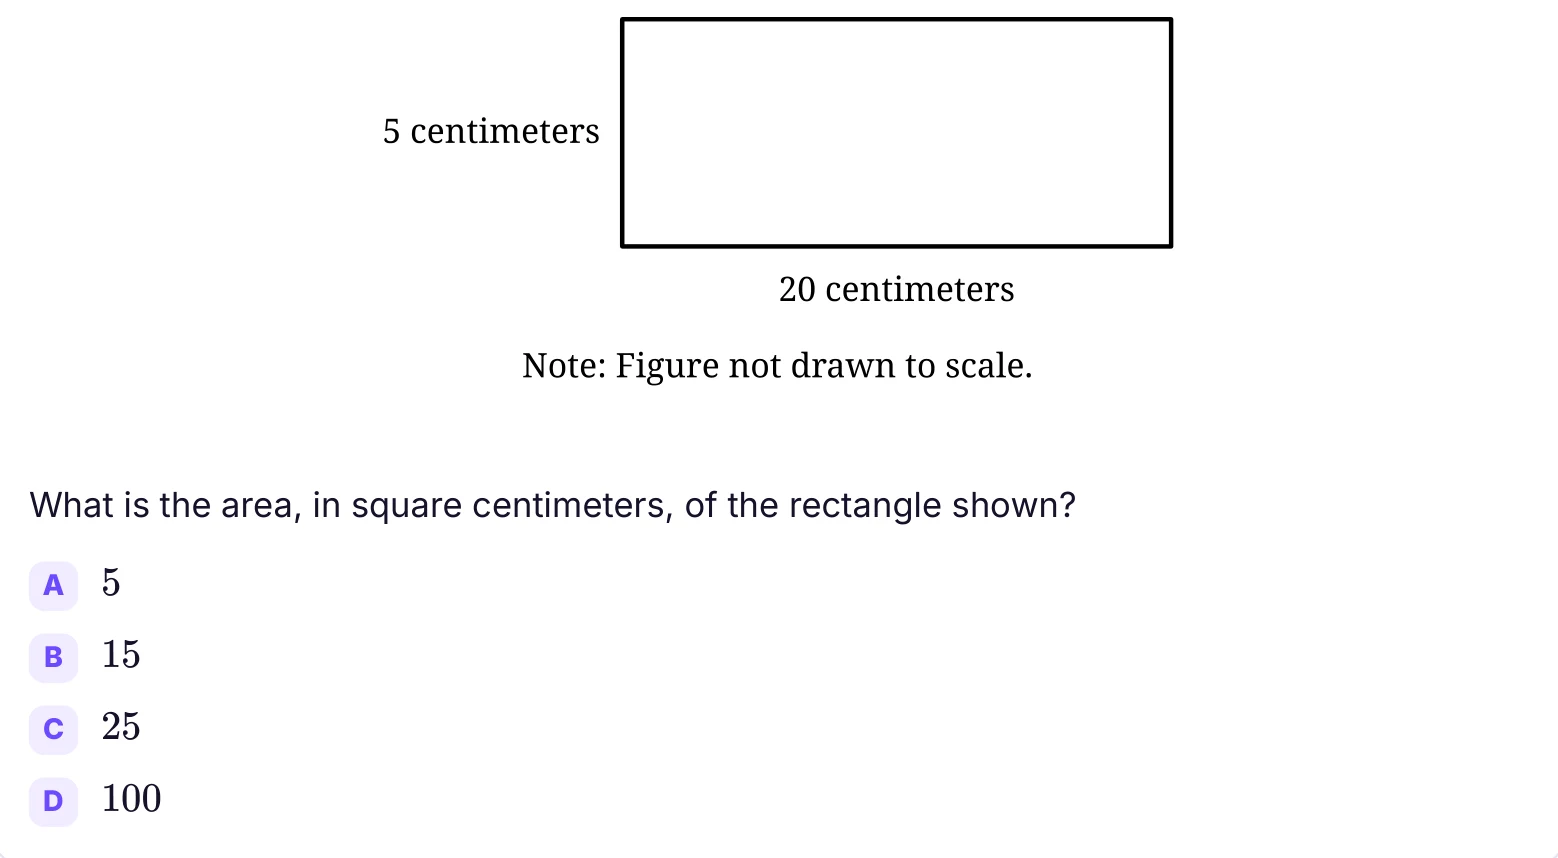 5 centimeters
20 centimeters
Note: Figure not drawn to scale.
What is the area, in square centimeters, of the rectangle shown?
A 5
B 15
C 25
D 100